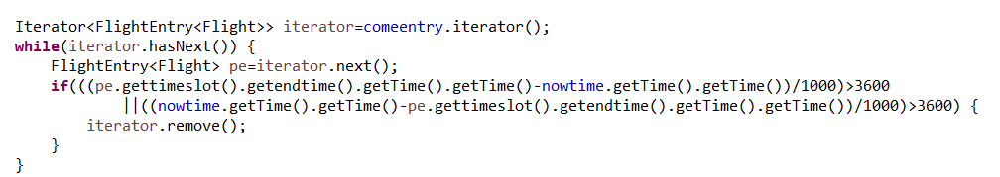 Iterator<FlightEntry<Flight>> iterator=comeentry.iterator();
while(iterator.hasNext()) {
    FlightEntry<Flight> pe=iterator.next();
    if(((pe.gettimeslot().getendtime().getTime().getTime()-nowtime.getTime().getTime())/1000)>3600
            ||((nowtime.getTime().getTime()-pe.gettimeslot().getendtime().getTime().getTime())/1000)>3600) {
        iterator.remove();
    }
}